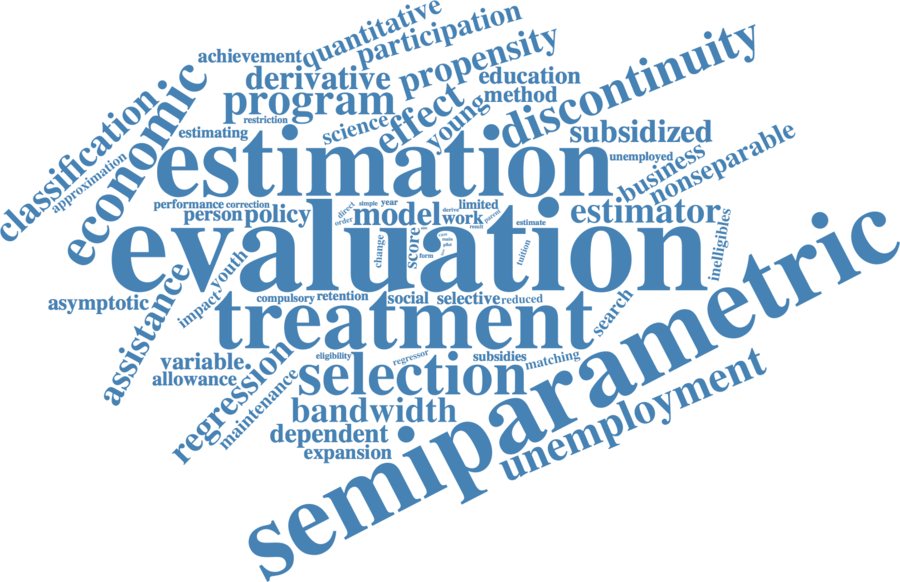 quantitative
participation
achievement
propensity
derivative
education
program
effect
method
discontinuity
young
restriction
science
classification
economic
estimating
subsidized
estimation
unemployed
approximation
business
nonseparable
performance
correction
simple
year
limited
person
policy
direct
order
model
derive
work
result
parent
estimator
estimate
evaluation
change
score
form
main
tuition
ineligibles
assistance
youth
impact
asymptotic
compulsory
retention
social
selective
reduced
search
treatment
semiparametric
variable
allowance
regression
maintenance
eligibility
regressor
subsidies
matching
selection
unemployment
bandwidth
dependent
expansion